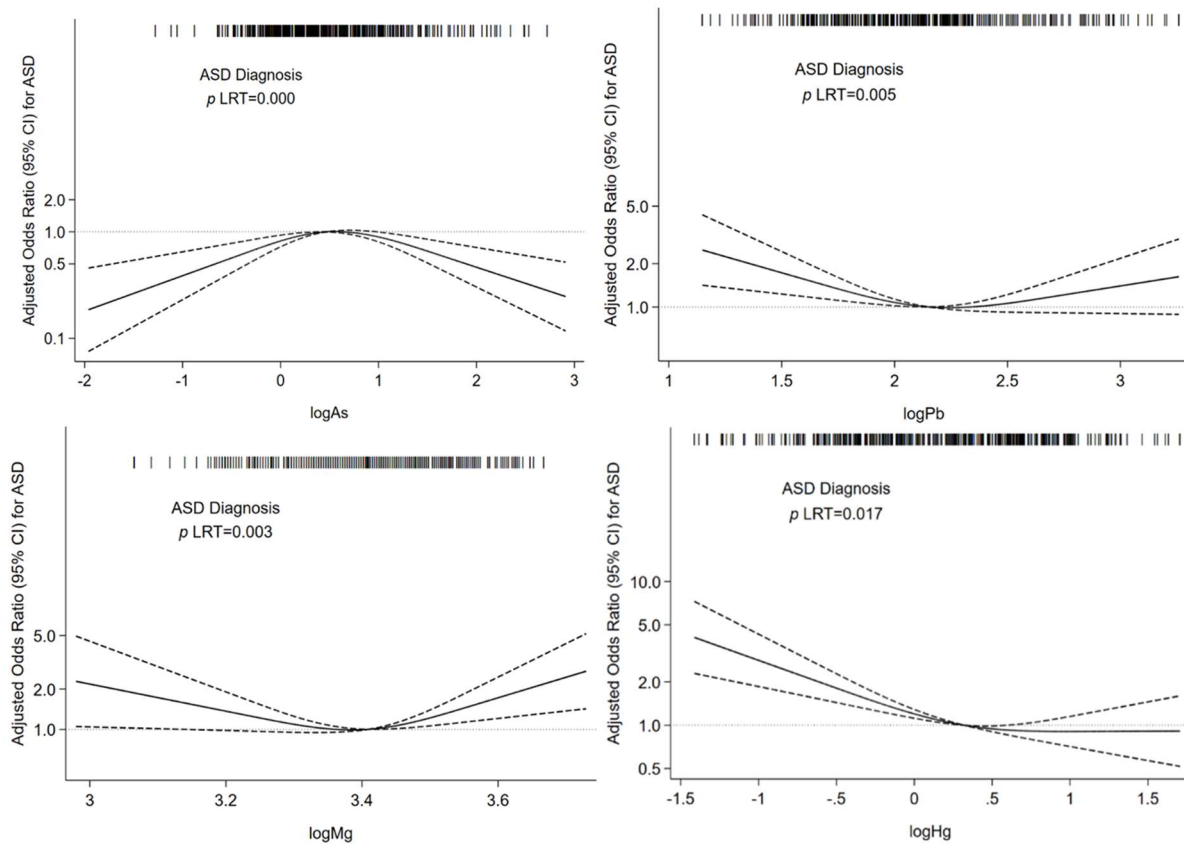 ASD Diagnosis
p LRT=0.000
Adjusted Odds Ratio (95% CI) for ASD
2.0
1.0
0.5
0.1
-2
-1
0
1
2
3
logAs
ASD Diagnosis
p LRT=0.005
Adjusted Odds Ratio (95% CI) for ASD
5.0
2.0
1.0
1
1.5
2
2.5
3
logPb
ASD Diagnosis
p LRT=0.003
Adjusted Odds Ratio (95% CI) for ASD
5.0
2.0
1.0
3
3.2
3.4
3.6
logMg
ASD Diagnosis
p LRT=0.017
Adjusted Odds Ratio (95% CI) for ASD
10.0
5.0
2.0
1.0
0.5
-1.5
-1
-.5
0
.5
1
1.5
logHg